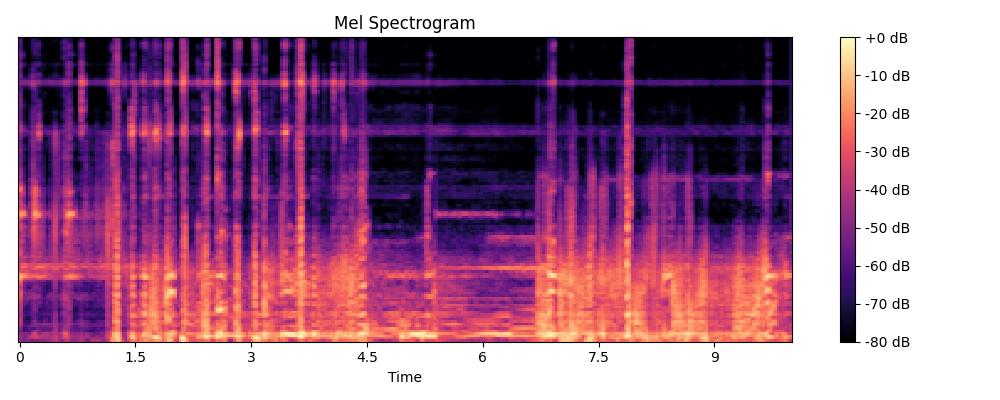 Mel Spectrogram
+0 dB
-10 dB
-20 dB
-30 dB
-40 dB
-50 dB
-60 dB
-70 dB
-80 dB
0 1.5 3 4.5 6 7.5 9
Time